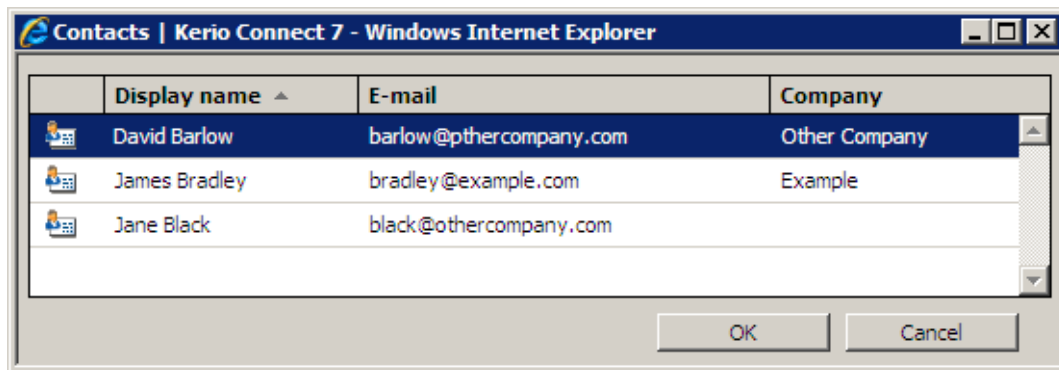 Contacts | Kerio Connect 7 - Windows Internet Explorer
Display name E-mail Company
David Barlow barlow@pthercompany.com Other Company
James Bradley bradley@example.com Example
Jane Black black@othercompany.com
OK Cancel